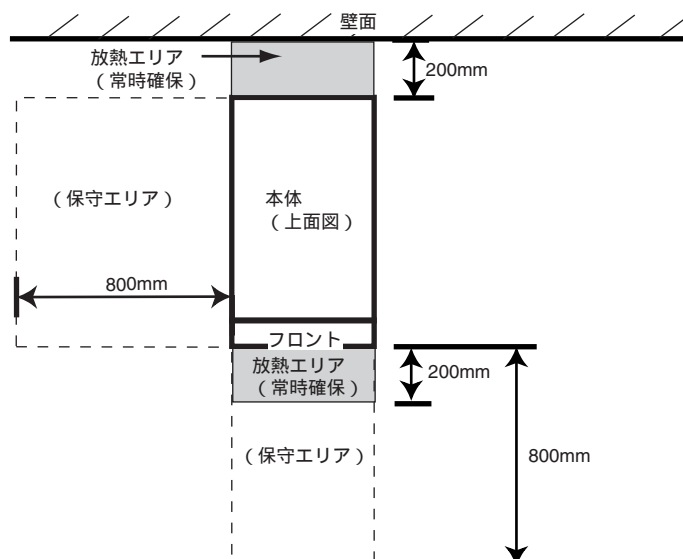 壁面
放熱エリア
（常時確保）
200mm
（保守エリア）
本体
（上面図）
800mm
フロント
放熱エリア
（常時確保）
200mm
（保守エリア）
800mm